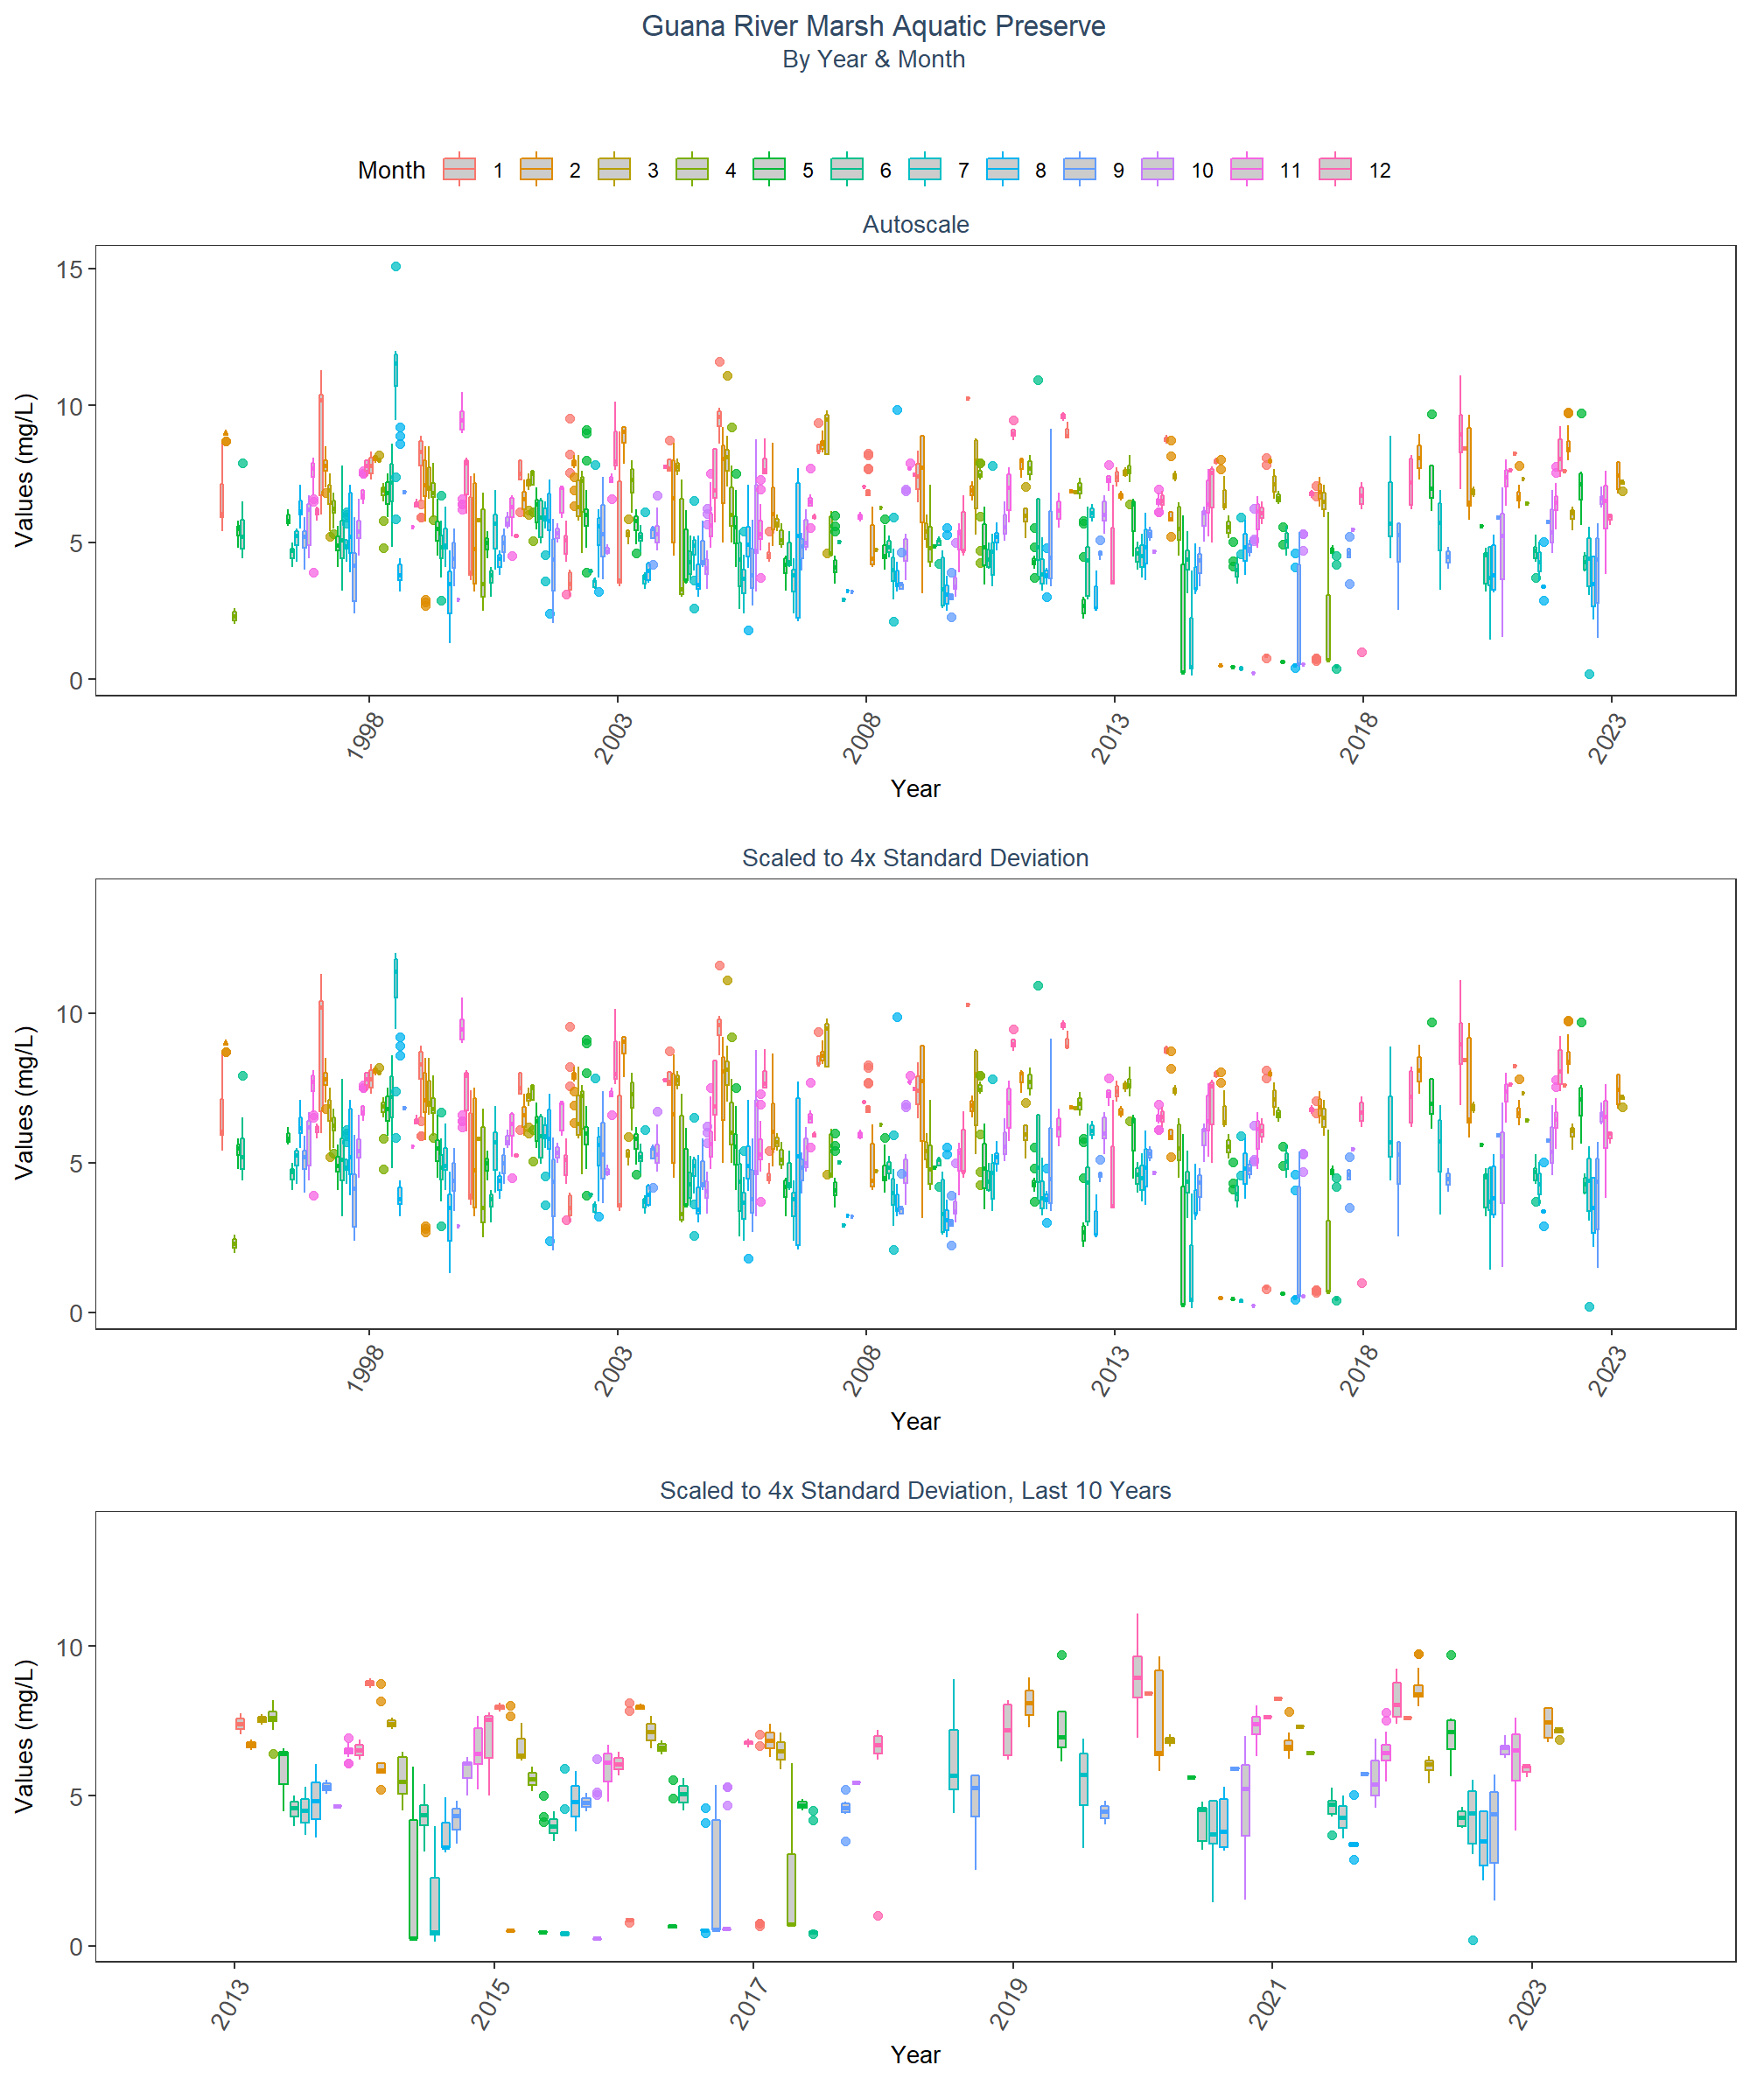 Guana River Marsh Aquatic Preserve
By Year & Month
Month 1 2 3 4 5 6 7 8 9 10 11 12
Autoscale
Values (mg/L)
15
10
5
0
1998 2003 2008 2013 2018 2023
Year
Scaled to 4x Standard Deviation
Values (mg/L)
10
5
0
1998 2003 2008 2013 2018 2023
Year
Scaled to 4x Standard Deviation, Last 10 Years
Values (mg/L)
10
5
0
2013 2015 2017 2019 2021 2023
Year